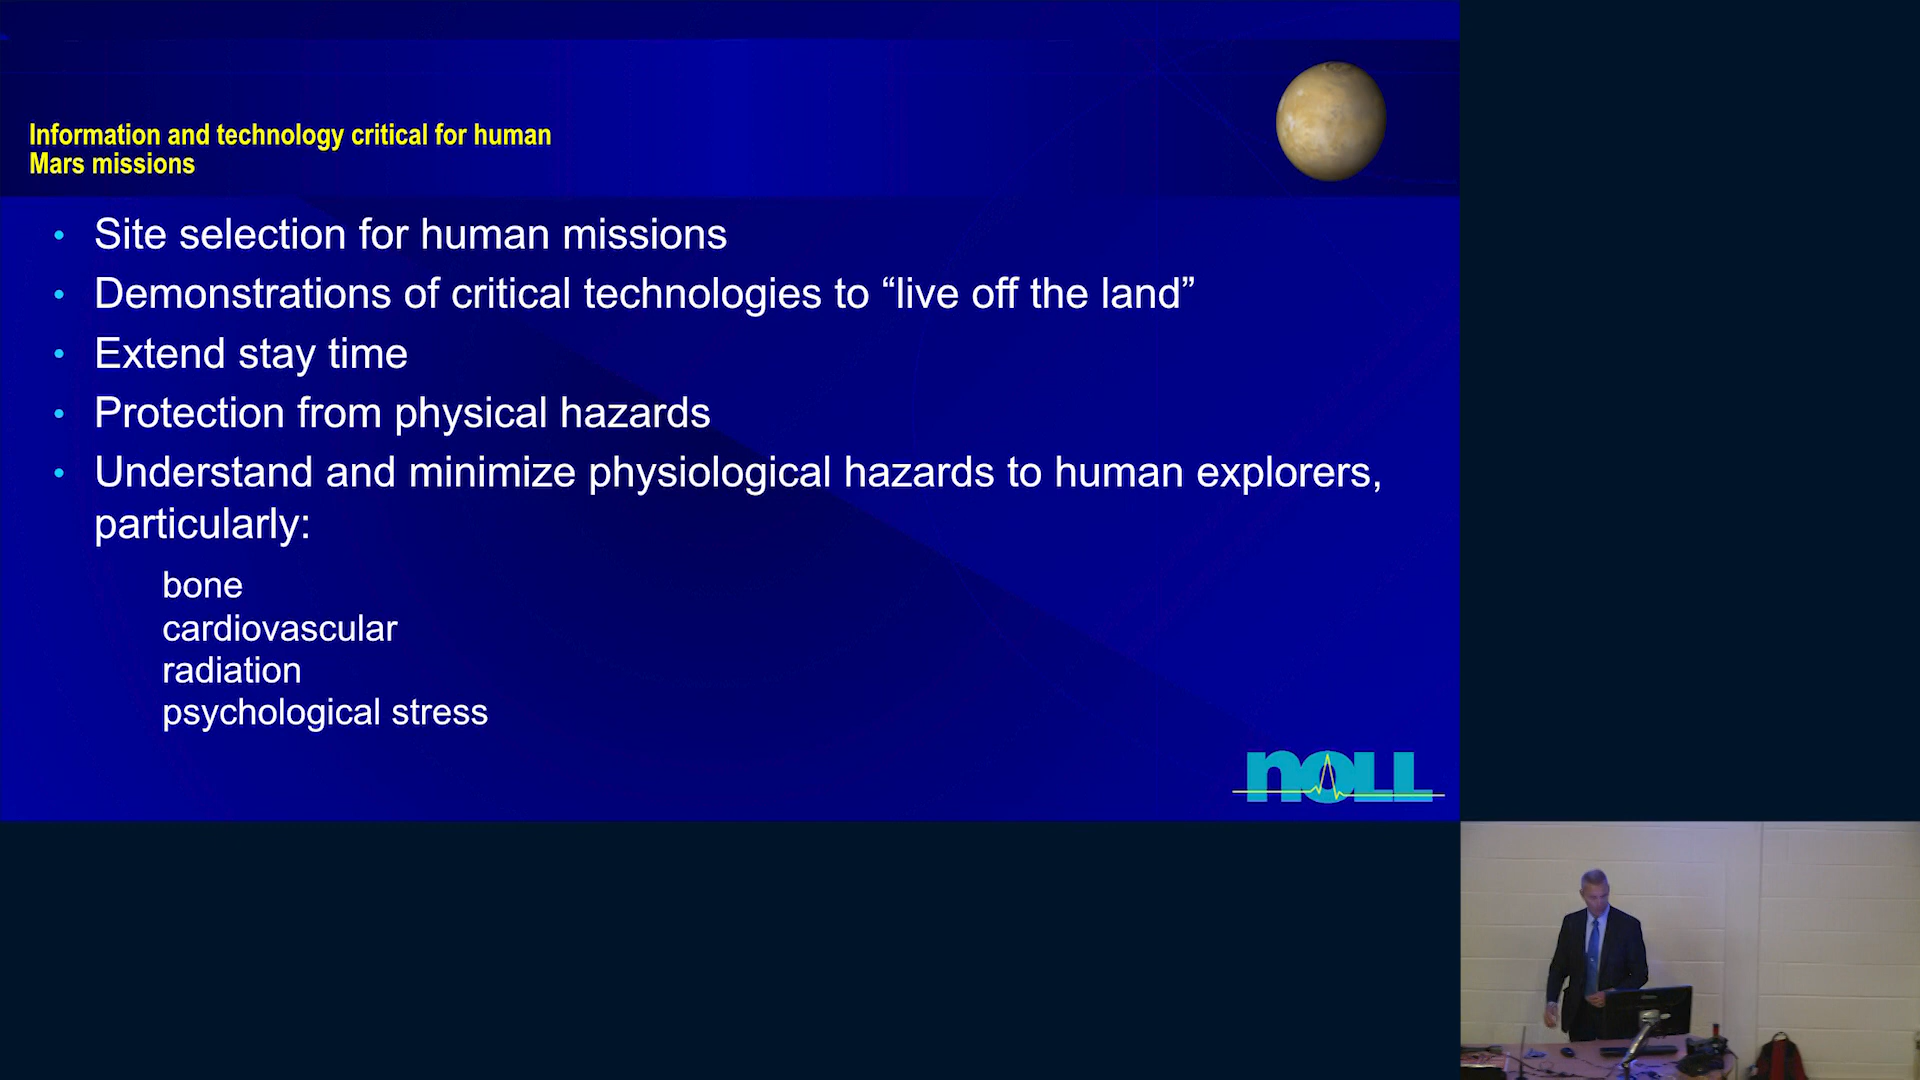 Information and technology critical for human
Mars missions
• Site selection for human missions
• Demonstrations of critical technologies to “live off the land”
• Extend stay time
• Protection from physical hazards
• Understand and minimize physiological hazards to human explorers,
particularly:
bone
cardiovascular
radiation
psychological stress
noLL